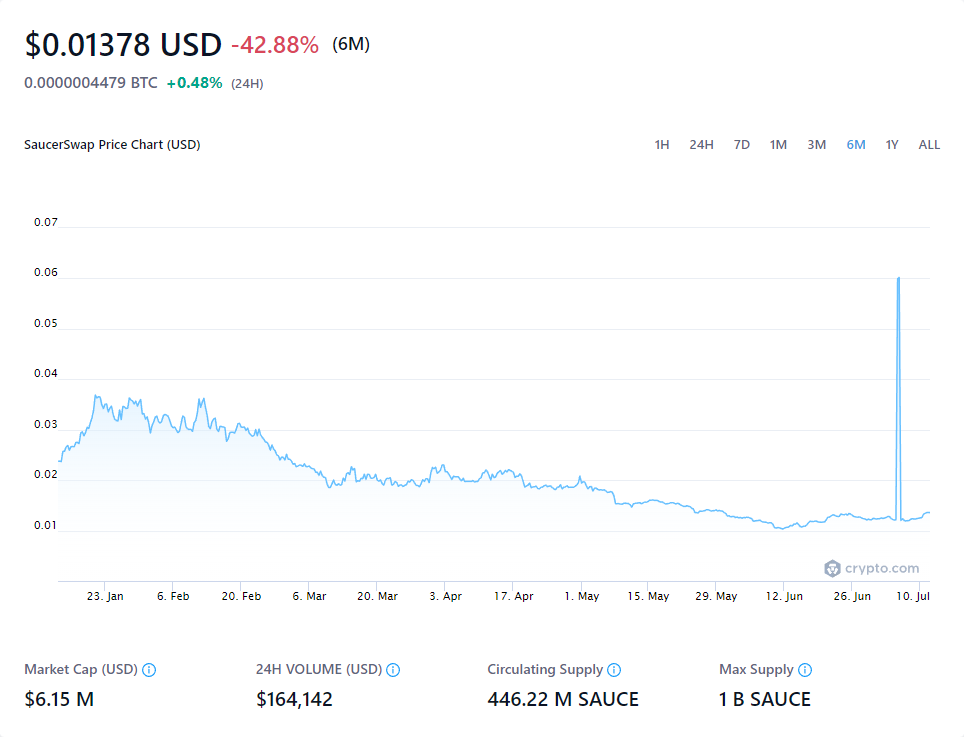 $0.01378 USD -42.88% (6M)
0.0000004479 BTC +0.48% (24H)
SaucerSwap Price Chart (USD) 1H 24H 7D 1M 3M 6M 1Y ALL
0.07
0.06
0.05
0.04
0.03
0.02
0.01
crypto.com
23. Jan 6. Feb 20. Feb 6. Mar 20. Mar 3. Apr 17. Apr 1. May 15. May 29. May 12. Jun 26. Jun 10. Jul
Market Cap (USD) 24H VOLUME (USD) Circulating Supply Max Supply
$6.15 M $164,142 446.22 M SAUCE 1 B SAUCE